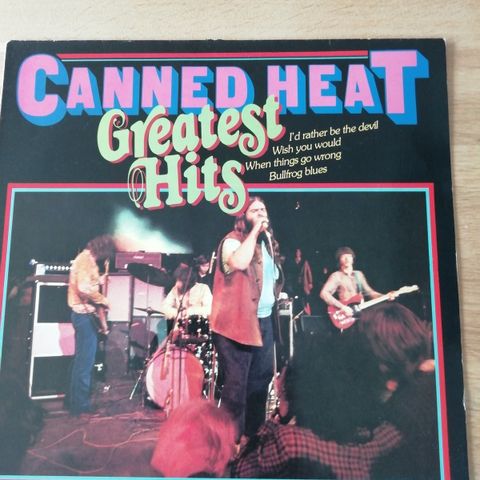 CANNED HEAT
Greatest
Hits
I'd rather be the devil
Wish you would
When things go wrong
Bullfrog blues